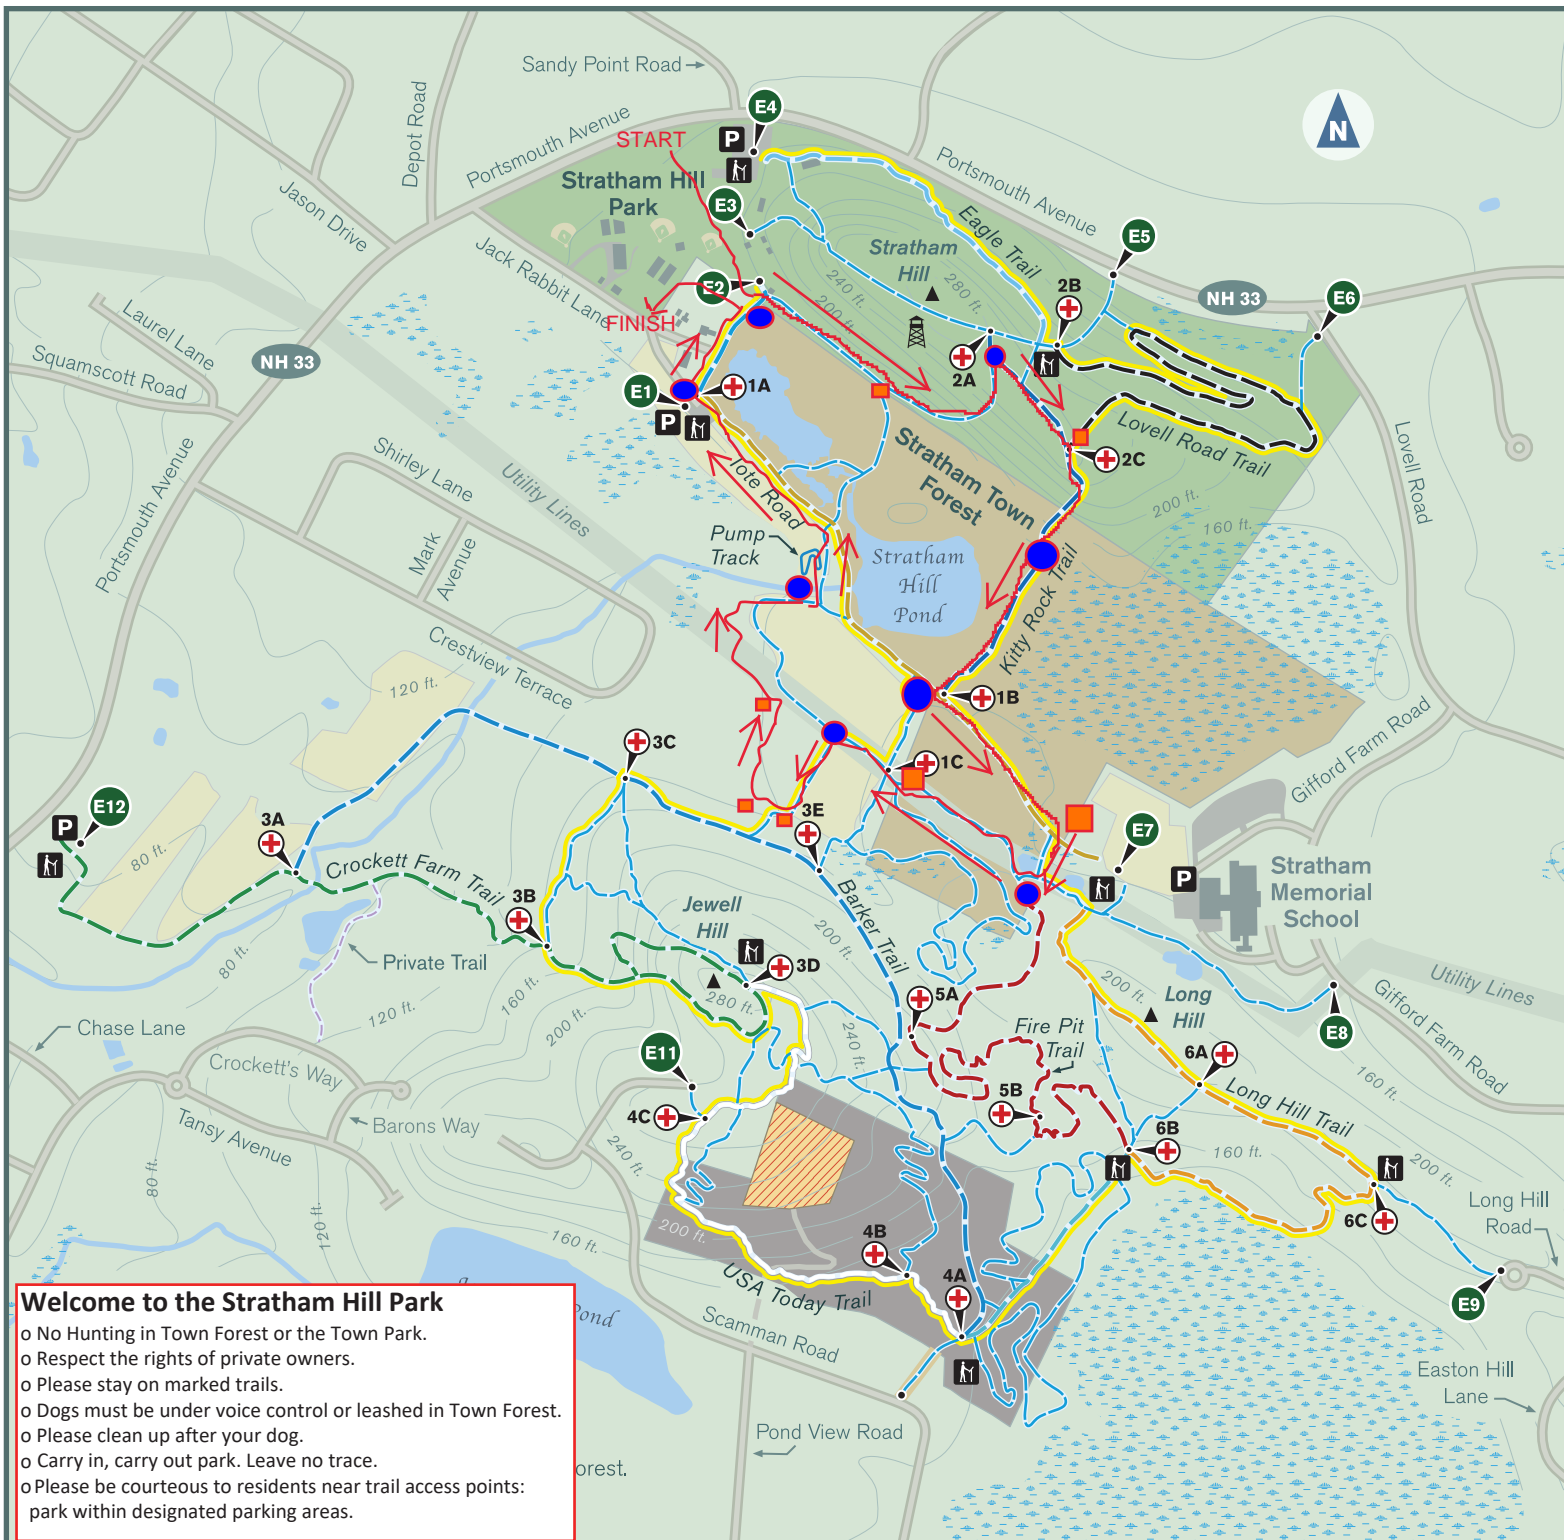 Sandy Point Road
E4
P
START
Portsmouth Avenue
Depot Road
Stratham Hill
Park
E3
Portsmouth Avenue
N
Jason Drive
Jack Rabbit Lane
Eagle Trail
E5
Stratham
Hill
240 ft.
280 ft.
200 ft.
2B
NH 33
E6
E2
FINISH
Laurel Lane
Squamscott Road
NH 33
2A
E1
1A
P
Lovell Road Trail
2C
Lovell Road
Stratham Town
Forest
Shirley Lane
Utility Lines
Tote Road
200 ft.
160 ft.
Portsmouth Avenue
Mark
Avenue
Pump
Track
Stratham
Hill
Pond
Kitty Rock Trail
Crestview Terrace
120 ft.
1B
Gifford Farm Road
3C
1C
E12
P
3A
80 ft.
3E
E7
P
Stratham
Memorial
School
Crockett Farm Trail
3B
Jewell
Hill
Barker Trail
200 ft.
80 ft.
Private Trail
3D
280 ft.
160 ft.
120 ft.
200 ft.
5A
200 ft.
Long
Hill
Utility Lines
Gifford Farm Road
E8
Chase Lane
Crockett's Way
E11
240 ft.
Fire Pit
Trail
6A
160 ft.
5B
Long Hill Trail
4C
Barons Way
Tansy Avenue
240 ft.
6B
160 ft.
200 ft.
80 ft.
120 ft.
6C
Long Hill
Road
200 ft.
160 ft.
4B
USA Today Trail
4A
Scamman Road
E9
ond
Easton Hill
Lane
Pond View Road
orest.
Welcome to the Stratham Hill Park
o No Hunting in Town Forest or the Town Park.
o Respect the rights of private owners.
o Please stay on marked trails.
o Dogs must be under voice control or leashed in Town Forest.
o Please clean up after your dog.
o Carry in, carry out park. Leave no trace.
o Please be courteous to residents near trail access points:
park within designated parking areas.